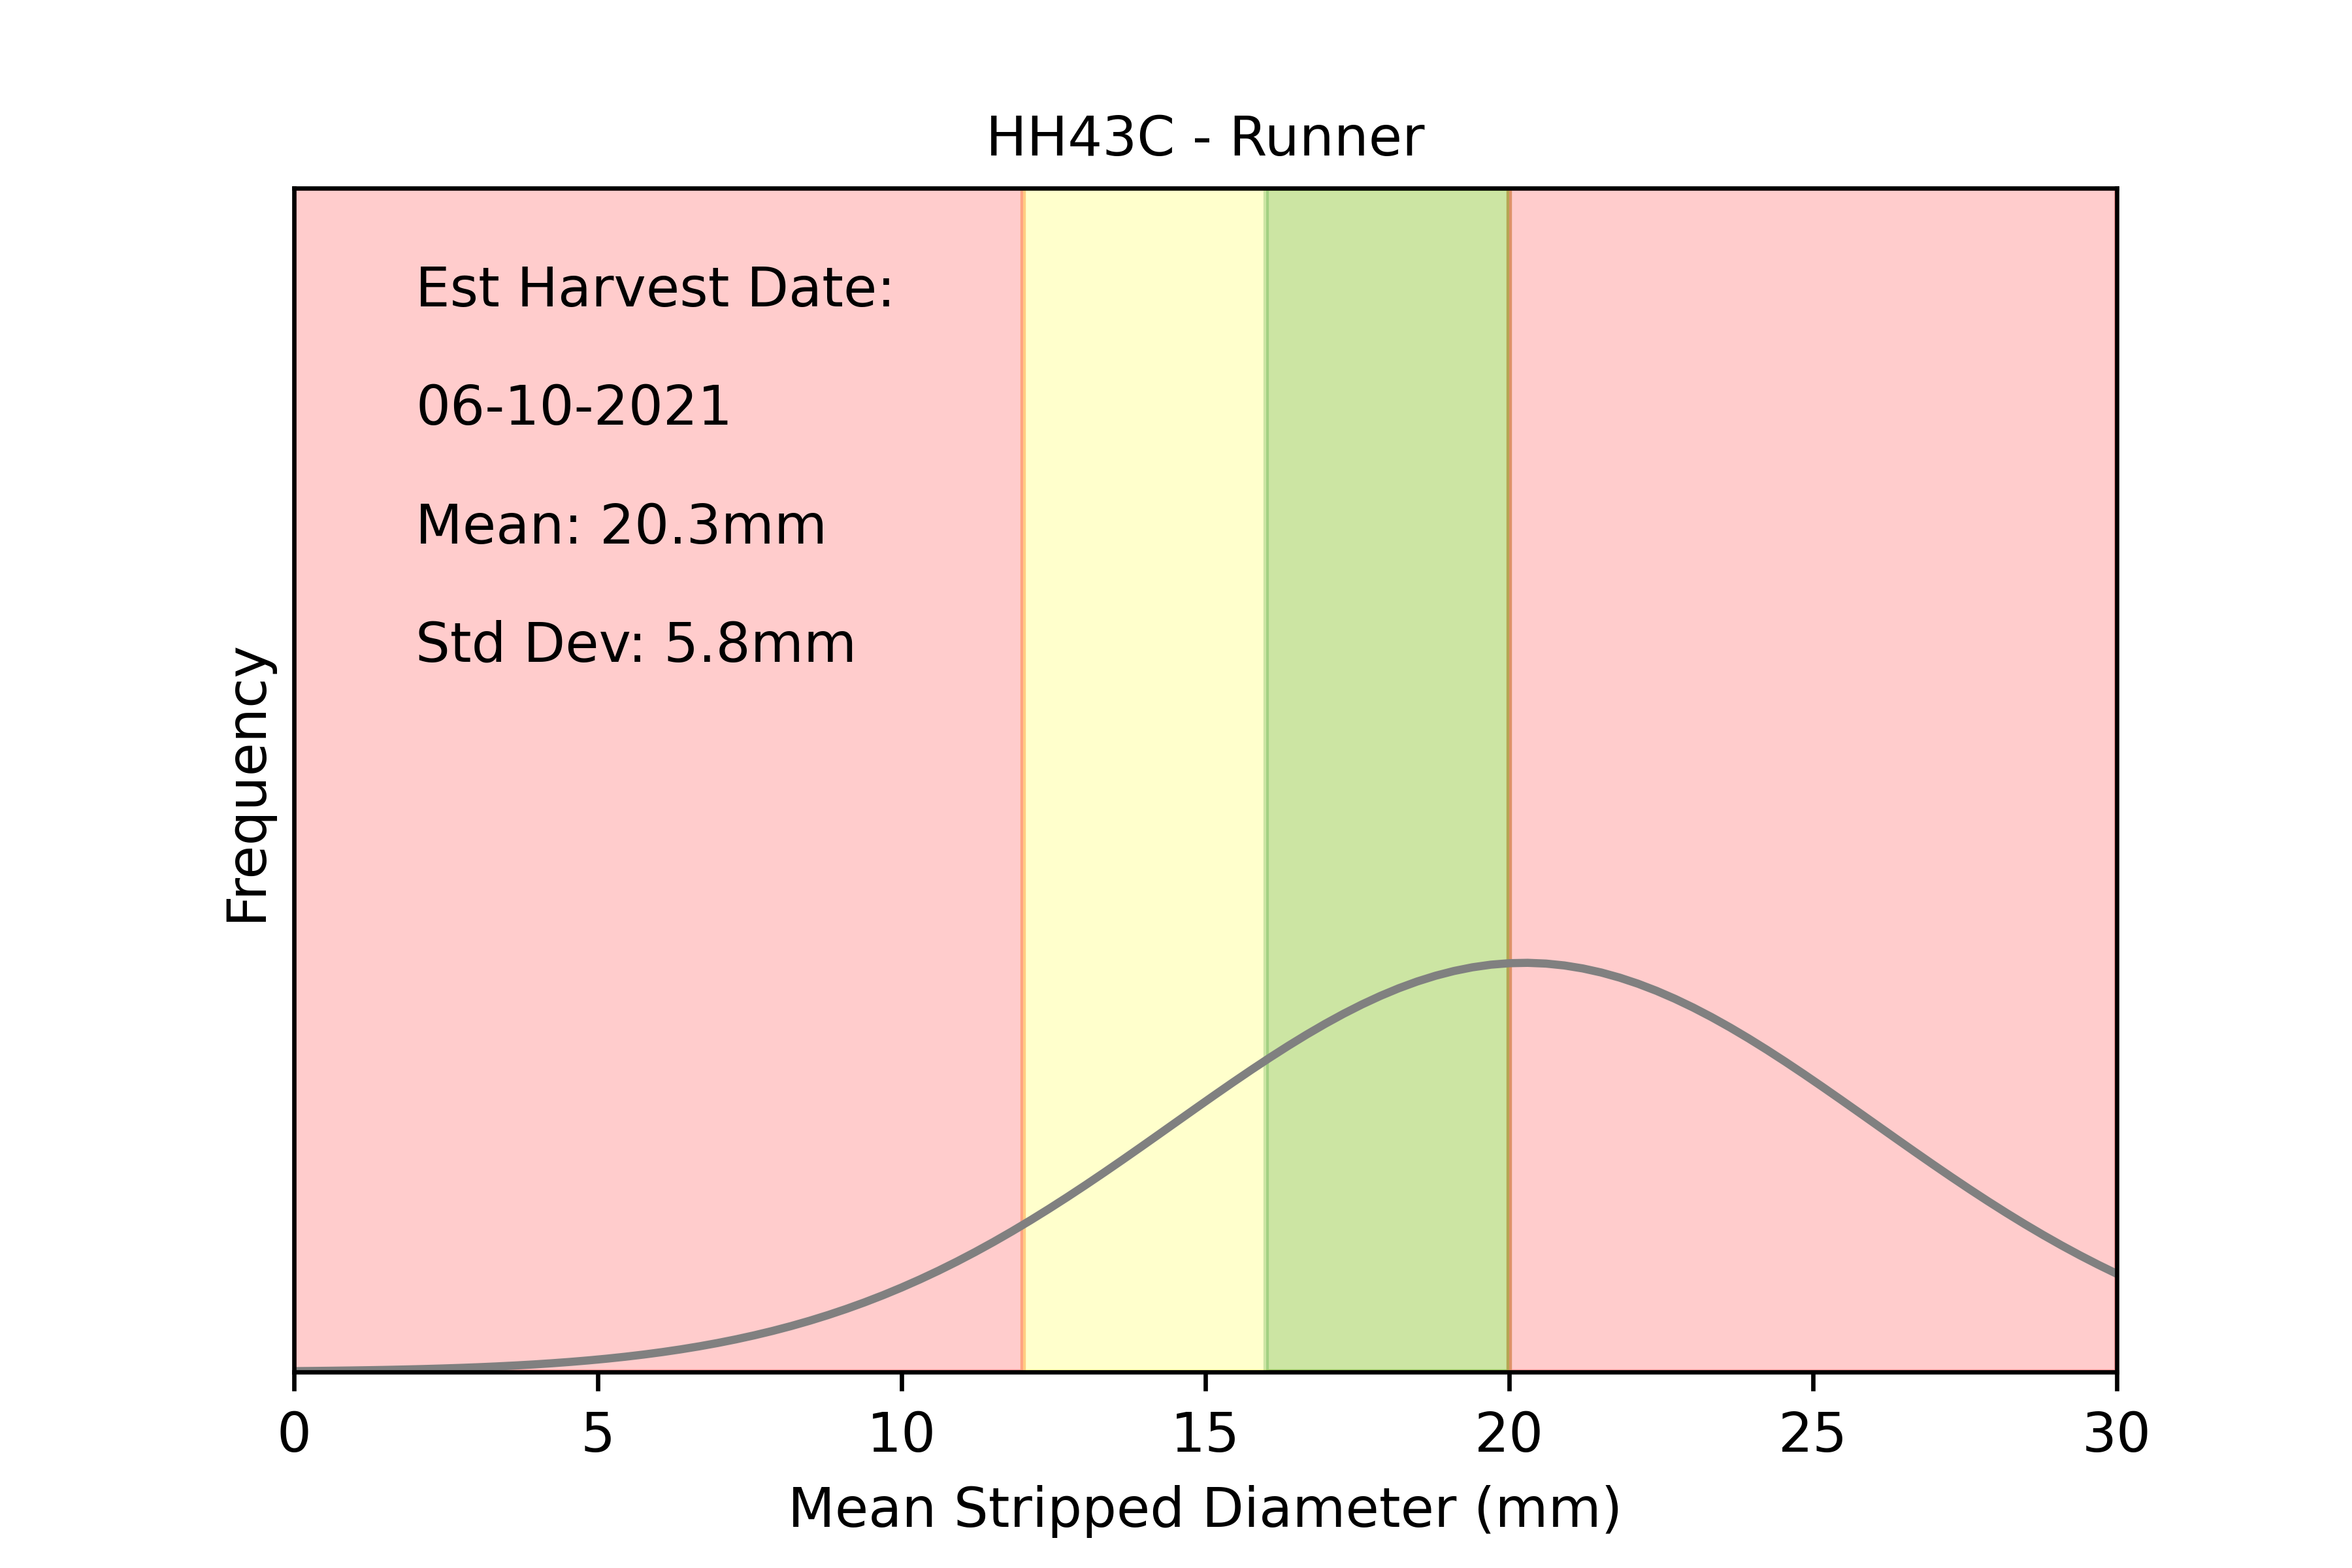 HH43C - Runner
Est Harvest Date:
06-10-2021
Mean: 20.3mm
Std Dev: 5.8mm
Frequency
0 5 10 15 20 25 30
Mean Stripped Diameter (mm)